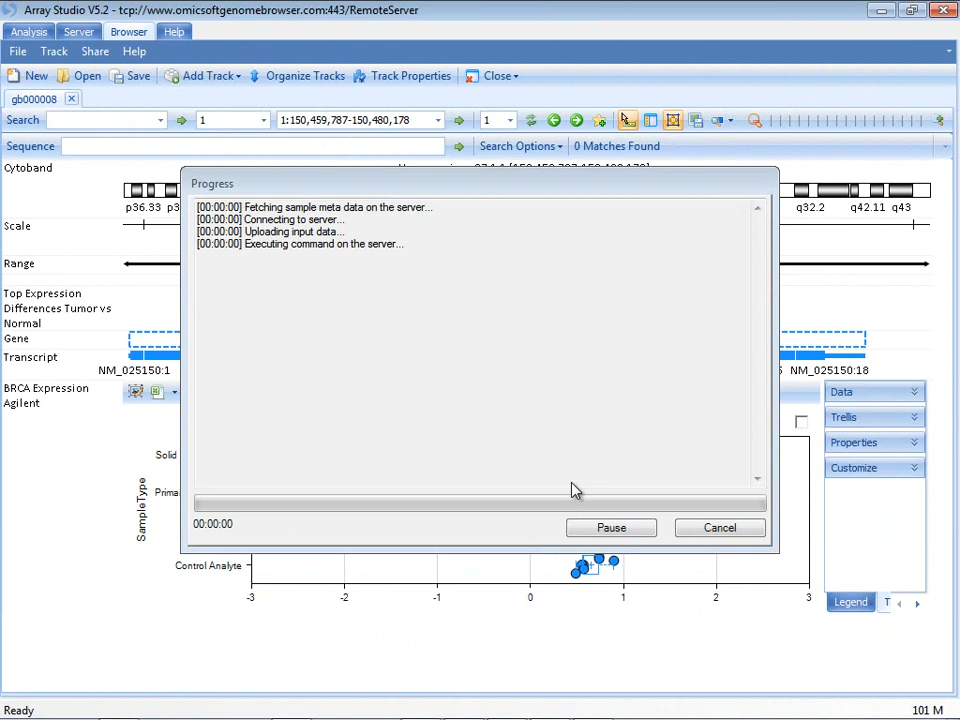 Array Studio V5.2 - tcp://www.omicsoftgenomebrowser.com:443/RemoteServer
Analysis Server Browser Help
File Track Share Help
New Open Save Add Track Organize Tracks Track Properties Close
gb000008
Search 1 1:150,459,787-150,480,178 1
Sequence Search Options 0 Matches Found
Cytoband
p36.33 p3 q32.2 q42.11 q43
Progress
[00:00:00] Fetching sample meta data on the server...
[00:00:00] Connecting to server...
[00:00:00] Uploading input data...
[00:00:00] Executing command on the server...
Scale
Range
Top Expression
Differences Tumor vs
Normal
Gene
Transcript
NM_025150:1 NM_025150:18
BRCA Expression
Agilent
Data
Trellis
Properties
Customize
Solid
Prima
SampleType
00:00:00 Pause Cancel
Control Analyte
-3 -2 -1 0 1 2 3
Legend T
Ready 101 M